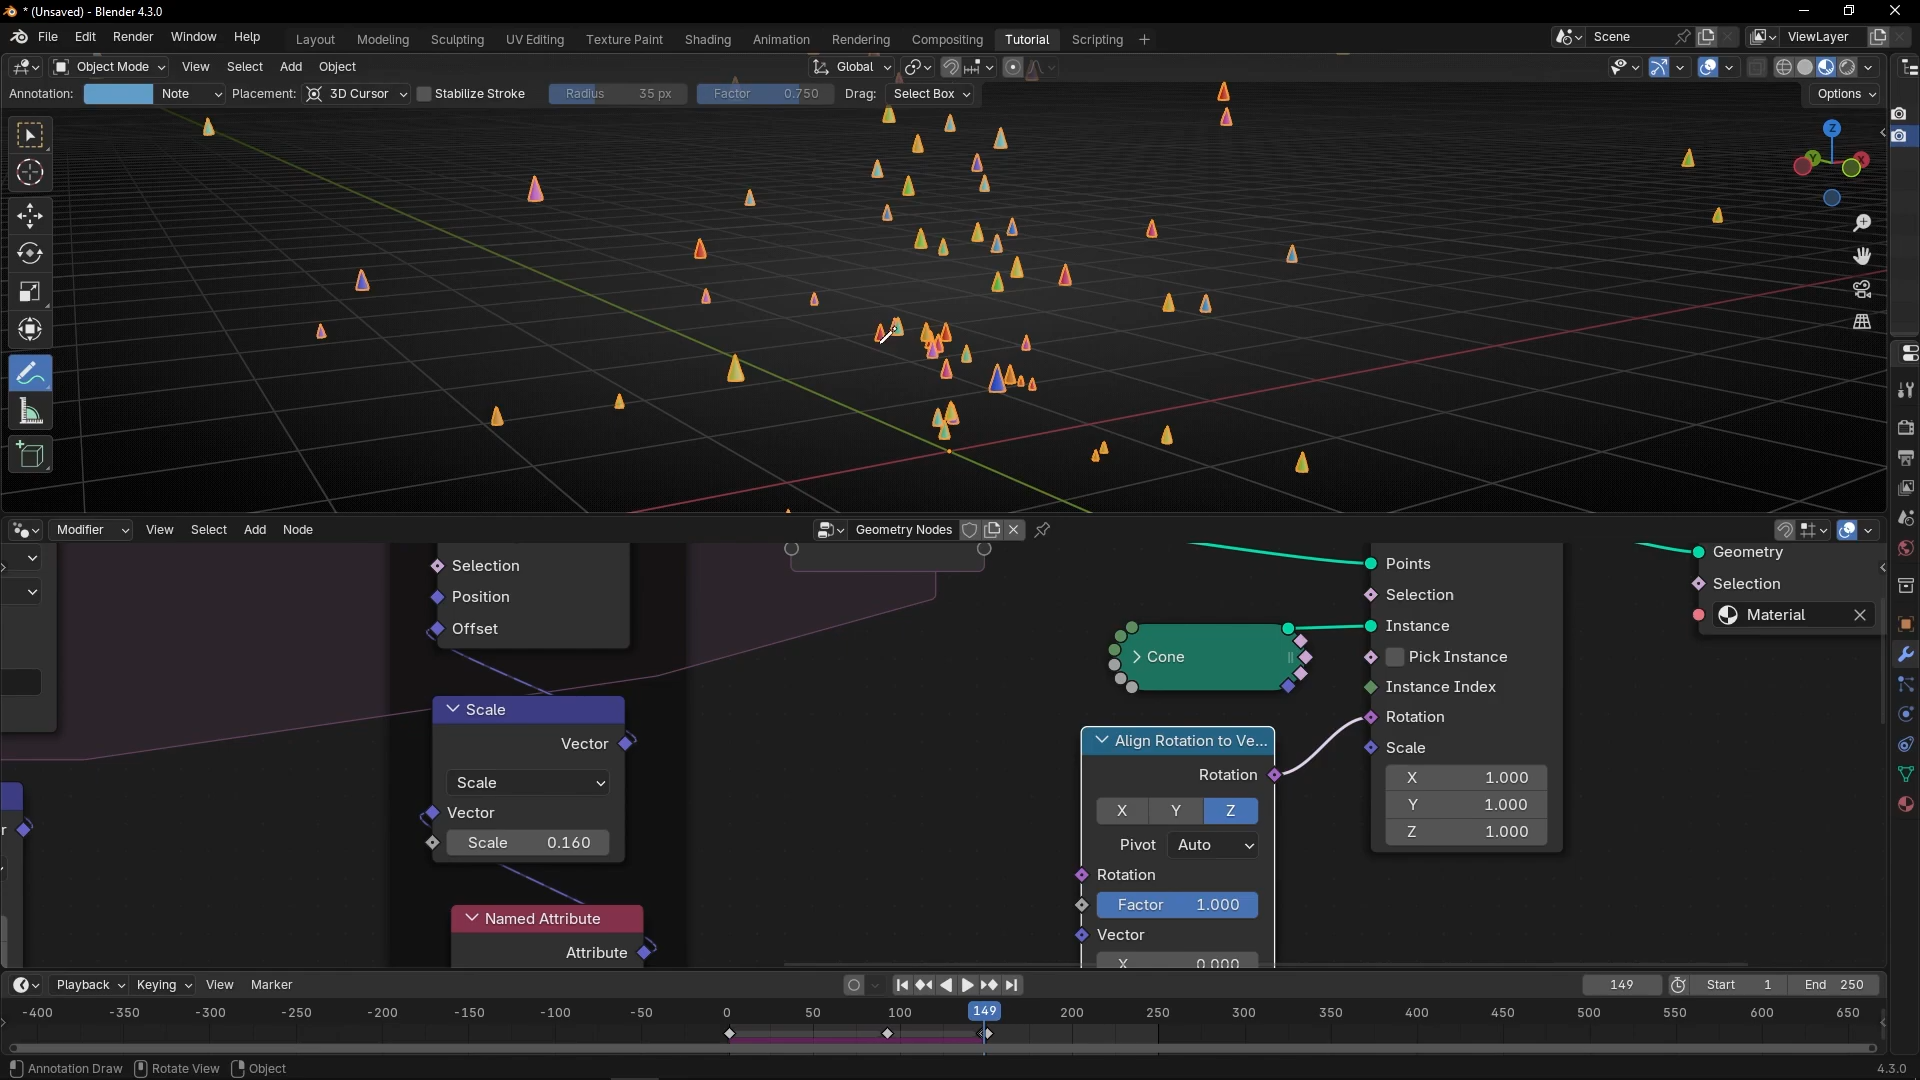 * (Unsaved) - Blender 4.3.0
File Edit Render Window Help Layout Modeling Sculpting UV Editing Texture Paint Shading Animation Rendering Compositing Tutorial Scripting + Scene ViewLayer
Object Mode View Select Add Object Global
Annotation: Note Placement: 3D Cursor Stabilize Stroke Radius 35 px Factor 0.750 Drag: Select Box Options
Z
Y X
Modifier View Select Add Node Geometry Nodes
Selection
Position
Offset
Scale
Vector
Scale
Vector
Scale 0.160
Named Attribute
Attribute
r
Cone
Align Rotation to Ve...
Rotation
X Y Z
Pivot Auto
Rotation
Factor 1.000
Vector
X 0.000
Points
Selection
Instance
Pick Instance
Instance Index
Rotation
Scale
X 1.000
Y 1.000
Z 1.000
Geometry
Selection
Material
Playback Keying View Marker 149 Start 1 End 250
-400 -350 -300 -250 -200 -150 -100 -50 0 50 100 149 200 250 300 350 400 450 500 550 600 650
Annotation Draw Rotate View Object 4.3.0